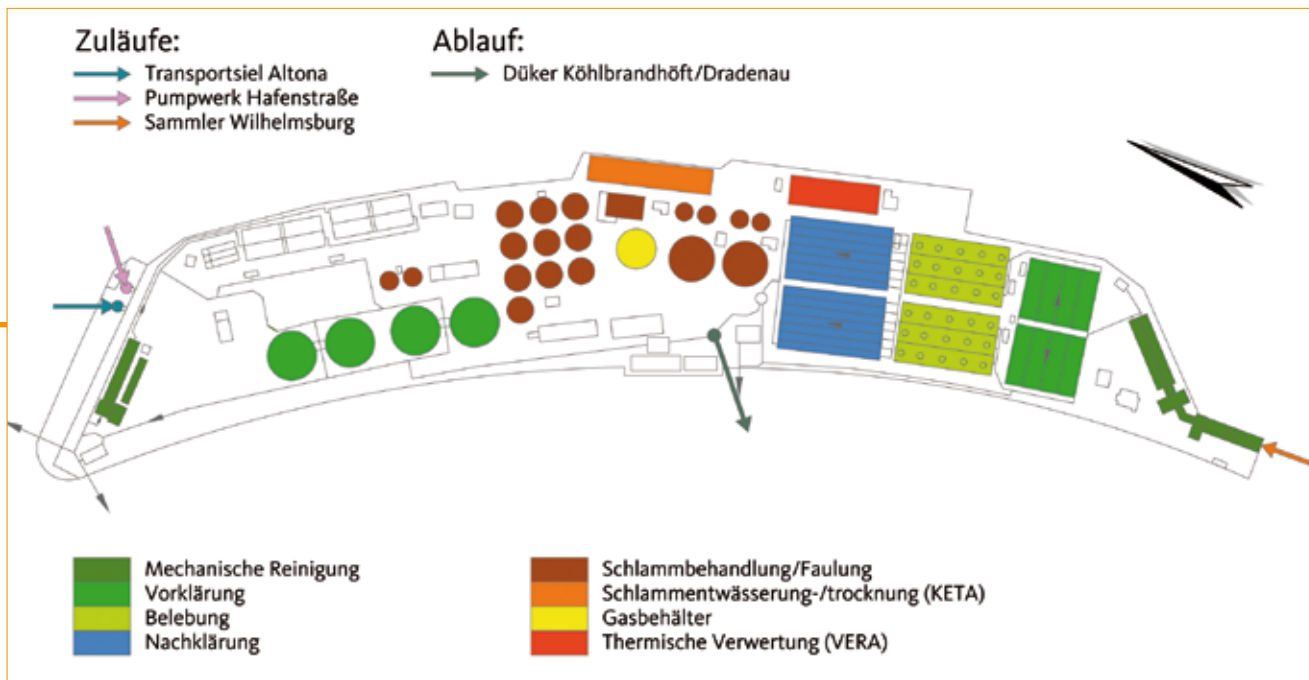 Zuläufe:
Transportsiel Altona
Pumpwerk Hafenstraße
Sammler Wilhelmsburg
Ablauf:
Düker Köhlbrandhöft/Dradenau
Mechanische Reinigung
Vorklärung
Belebung
Nachklärung
Schlammbehandlung/Faulung
Schlammentwässerung-/trocknung (KETA)
Gasbehälter
Thermische Verwertung (VERA)